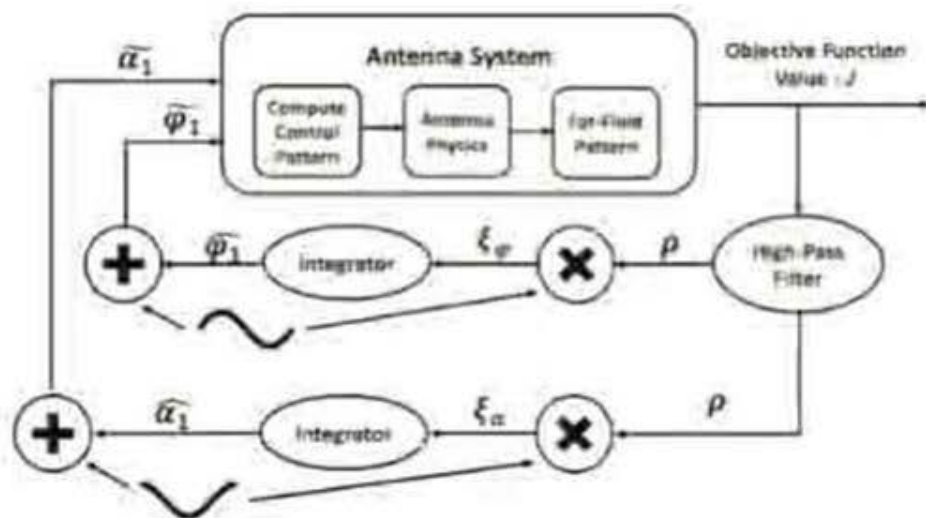 Antenna System
Objective Function
Value : J
Compute
Control
Pattern
Antenna
Physics
Far-Field
Pattern
α̃₁
φ̃₁
φ̃₁
Integrator
ξφ
ρ
High-Pass
Filter
α̃₁
Integrator
ξα
ρ